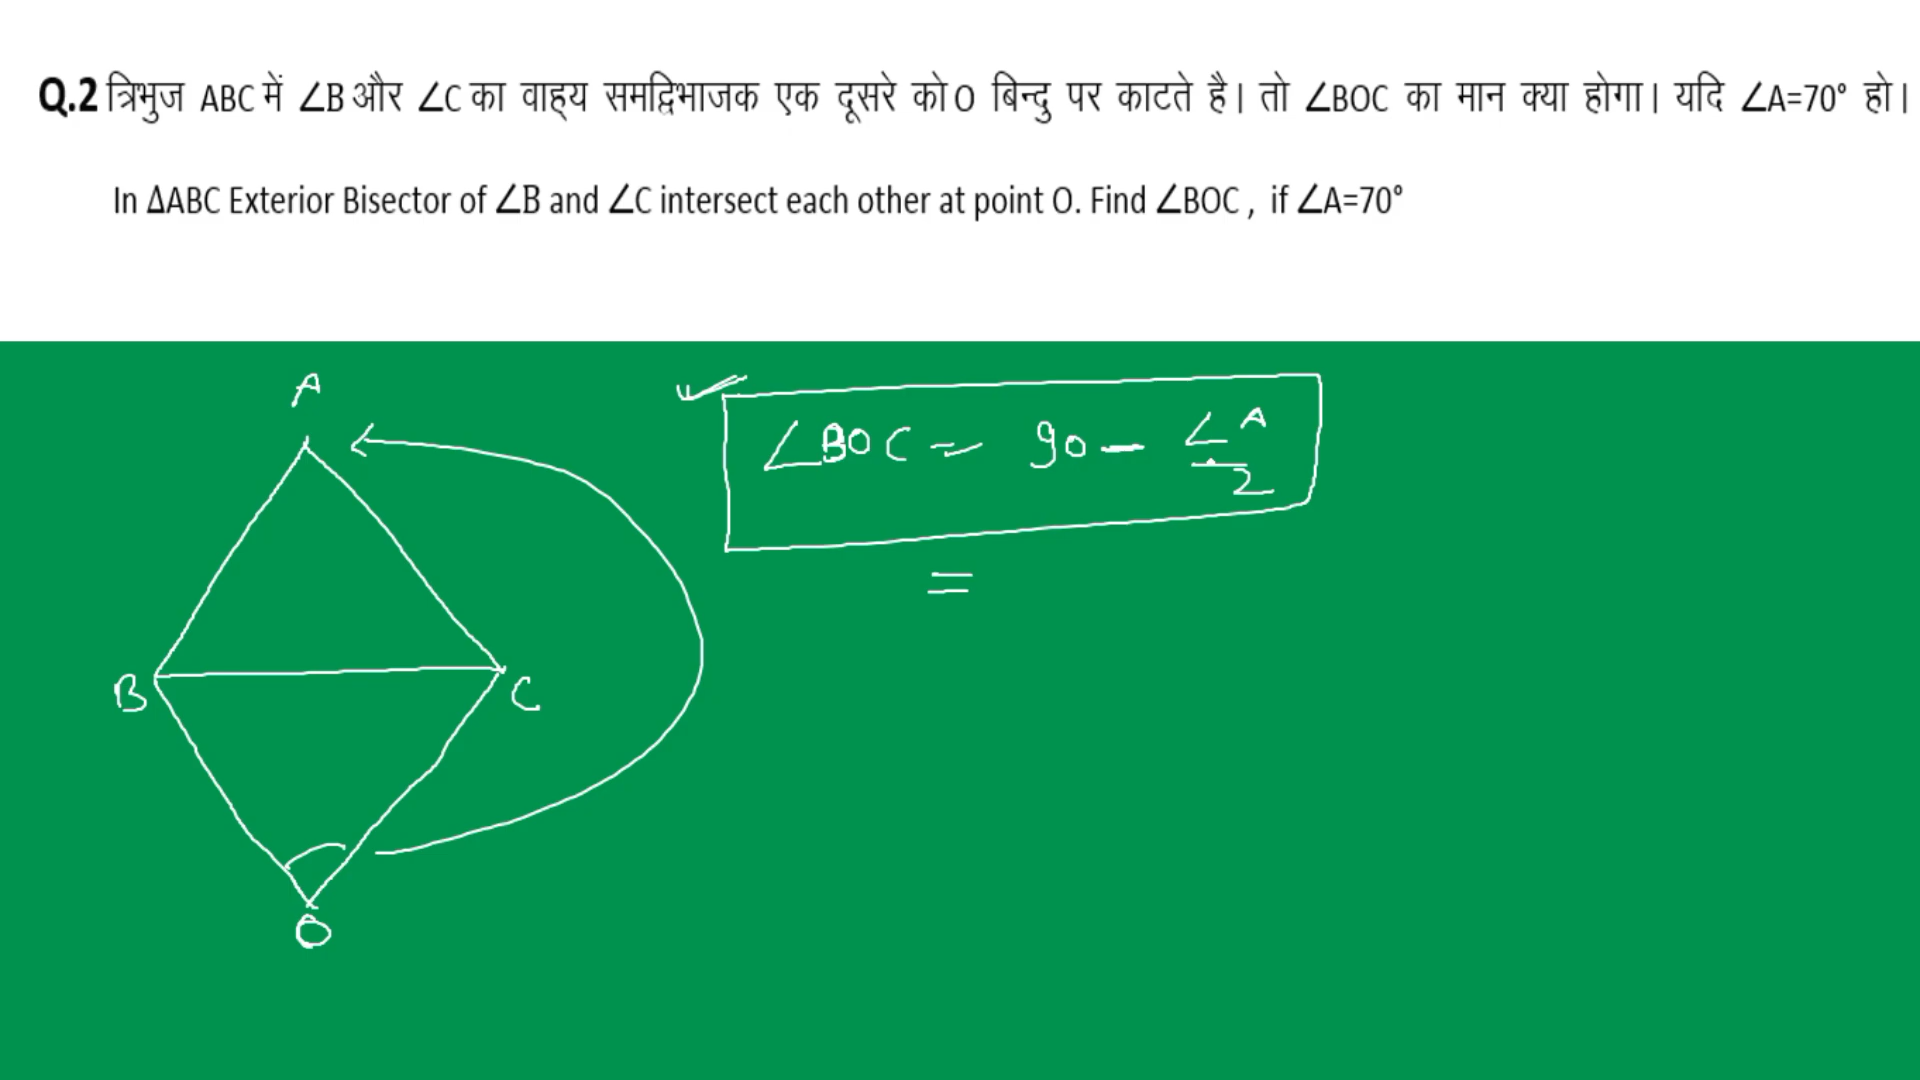 Q.2 त्रिभुज ABC में ∠B और ∠C का वाह्य समद्विभाजक एक दूसरे को O बिन्दु पर काटते है। तो ∠BOC का मान क्या होगा। यदि ∠A=70° हो।
In ΔABC Exterior Bisector of ∠B and ∠C intersect each other at point O. Find ∠BOC , if ∠A=70°
A
∠BOC = 90 - ∠A/2
=
B C
O